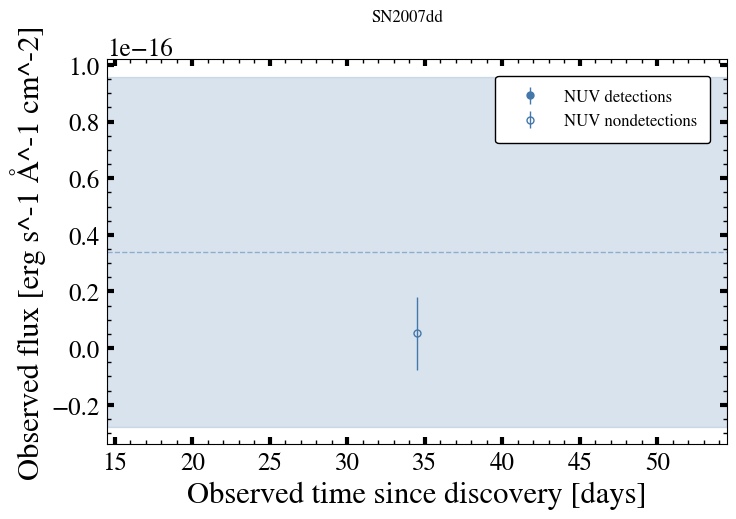 SN2007dd
1e−16
1.0
0.8
0.6
0.4
0.2
0.0
−0.2
Observed flux [erg s^-1 Å^-1 cm^-2]
NUV detections
NUV nondetections
15 20 25 30 35 40 45 50
Observed time since discovery [days]